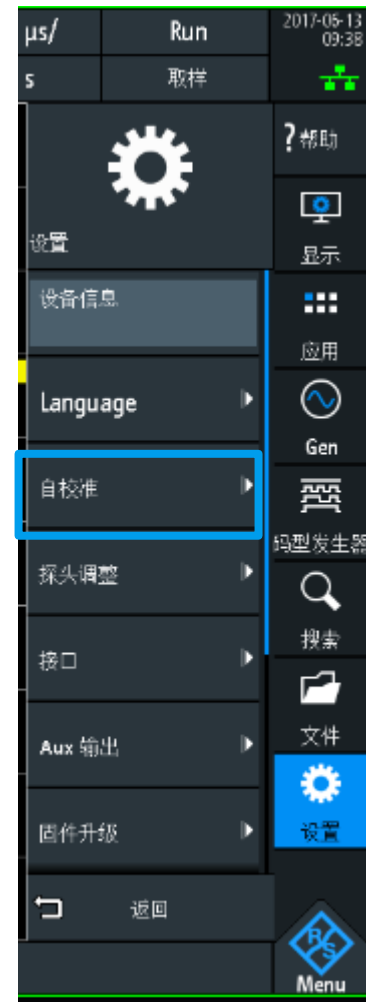 µs/
Run
2017-06-13
09:38
s
取样
?帮助
设置
显示
设备信息
应用
Language
Gen
自校准
码型发生器
探头调整
搜索
接口
文件
Aux 输出
设置
固件升级
返回
R&S
Menu